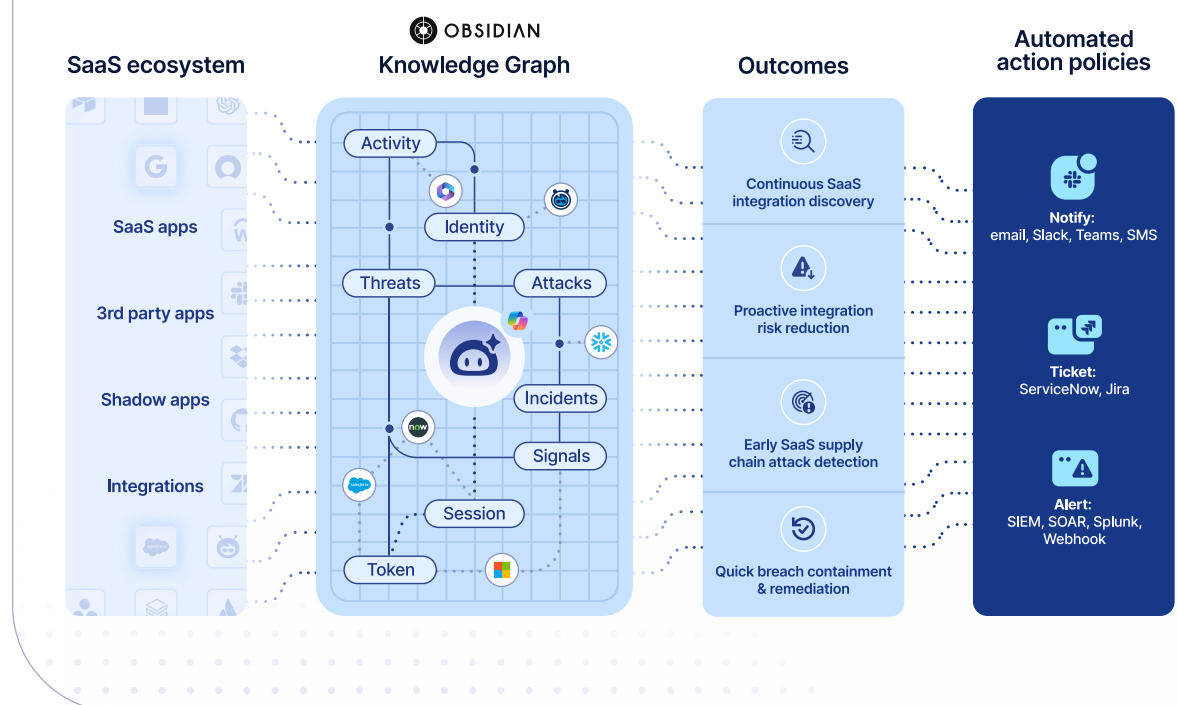 OBSIDIAN
SaaS ecosystem
Knowledge Graph
Outcomes
Automated
action policies
SaaS apps
3rd party apps
Shadow apps
Integrations
Activity
Identity
Threats
Attacks
Incidents
now
Signals
salesforce
Session
Token
Continuous SaaS
integration discovery
Proactive integration
risk reduction
Early SaaS supply
chain attack detection
Quick breach containment
& remediation
Notify:
email, Slack, Teams, SMS
Ticket:
ServiceNow, Jira
Alert:
SIEM, SOAR, Splunk,
Webhook